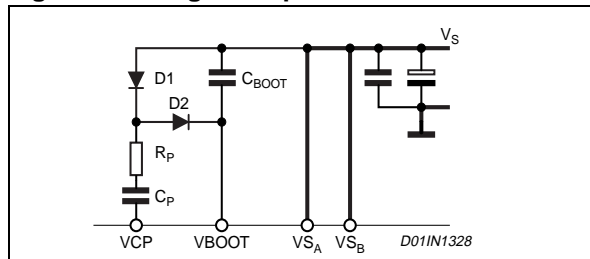 V_S
D1
C_BOOT
D2
R_P
C_P
VCP VBOOT VS_A VS_B D01IN1328